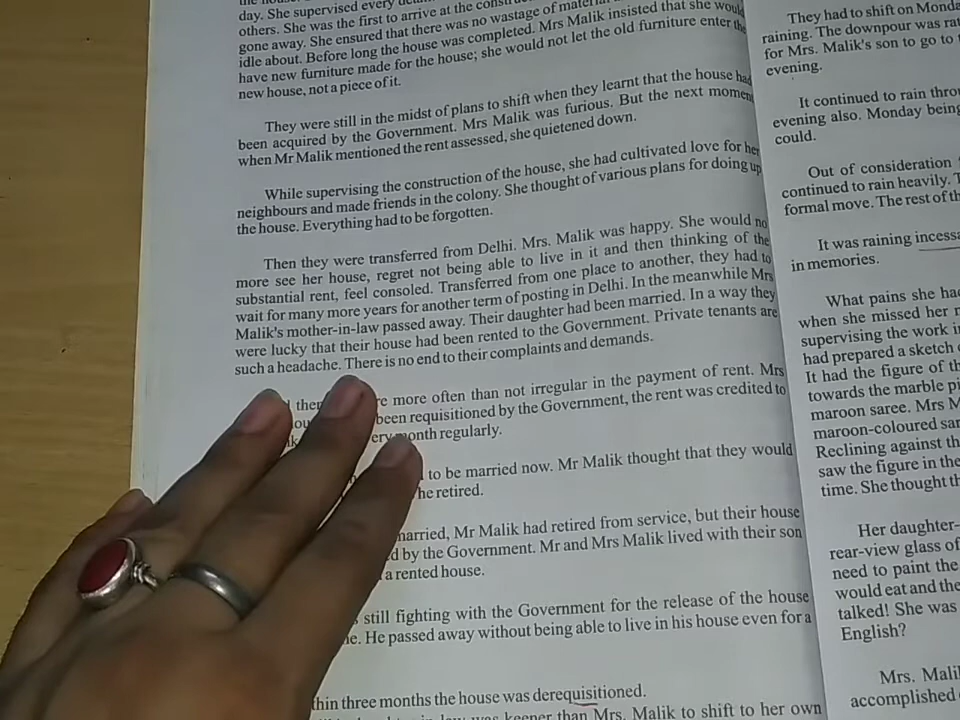 day. She supervised every
others. She was the first to arrive at the
gone away. She ensured that there was no wastage of
idle about. Before long the house was completed. Mrs Malik insisted that she would
have new furniture made for the house; she would not let the old furniture enter the
new house, not a piece of it.
They were still in the midst of plans to shift when they learnt that the house had
been acquired by the Government. Mrs Malik was furious. But the next moment
when Mr Malik mentioned the rent assessed, she quietened down.
While supervising the construction of the house, she had cultivated love for her
neighbours and made friends in the colony. She thought of various plans for doing up
the house. Everything had to be forgotten.
Then they were transferred from Delhi. Mrs. Malik was happy. She would no
more see her house, regret not being able to live in it and then thinking of the
substantial rent, feel consoled. Transferred from one place to another, they had to
wait for many more years for another term of posting in Delhi. In the meanwhile Mrs
Malik's mother-in-law passed away. Their daughter had been married. In a way they
were lucky that their house had been rented to the Government. Private tenants are
such a headache. There is no end to their complaints and demands.
more often than not irregular in the payment of rent. Mrs
been requisitioned by the Government, the rent was credited to
month regularly.
to be married now. Mr Malik thought that they would
he retired.
married, Mr Malik had retired from service, but their house
by the Government. Mr and Mrs Malik lived with their son
a rented house.
still fighting with the Government for the release of the house
He passed away without being able to live in his house even for a
three months the house was derequisitioned.
was keeper than Mrs. Malik to shift to her own
They had to shift on
raining. The downpour was
for Mrs. Malik's son to go to
evening.
It continued to rain
evening also. Monday being
could.
Out of consideration
continued to rain heavily.
formal move. The rest of
It was raining
in memories.
What pains she
when she missed her
supervising the work
had prepared a sketch
It had the figure of
towards the marble
maroon saree. Mrs
maroon-coloured
Reclining against
saw the figure in the
time. She thought
Her
rear-view glass of
need to paint the
would eat and the
talked! She was
English?
Mrs.
accomplished